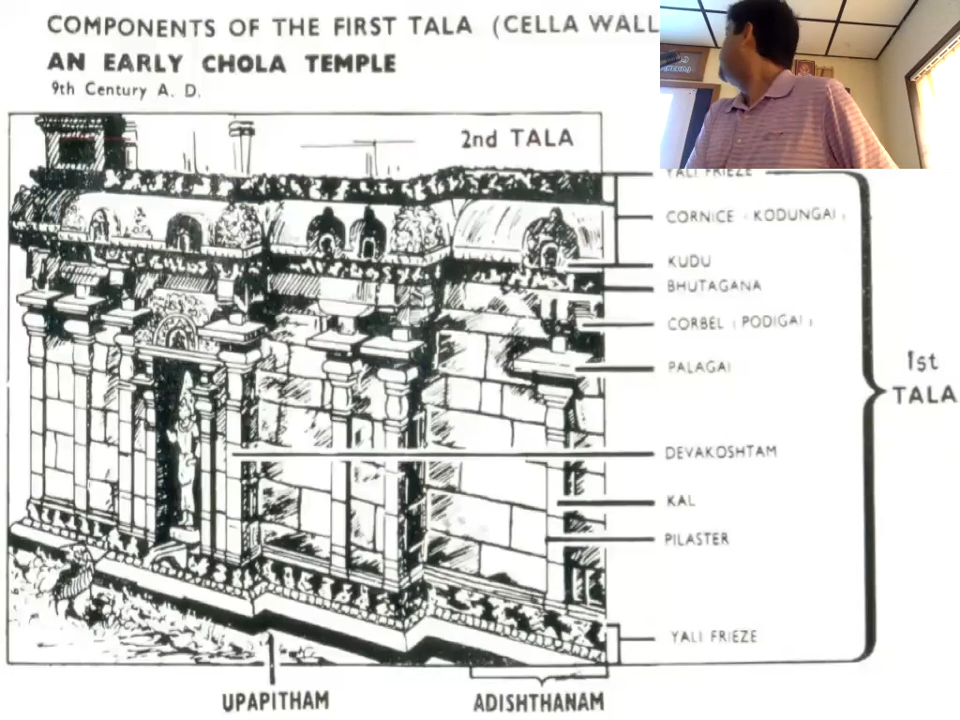 COMPONENTS OF THE FIRST TALA (CELLA WALL
AN EARLY CHOLA TEMPLE
9th Century A. D.
2nd TALA
YALI FRIEZE
CORNICE (KODUNGAI)
KUDU
BHUTAGANA
CORBEL (PODIGAI)
PALAGAI
1st
TALA
DEVAKOSHTAM
KAL
PILASTER
YALI FRIEZE
UPAPITHAM
ADISHTHANAM